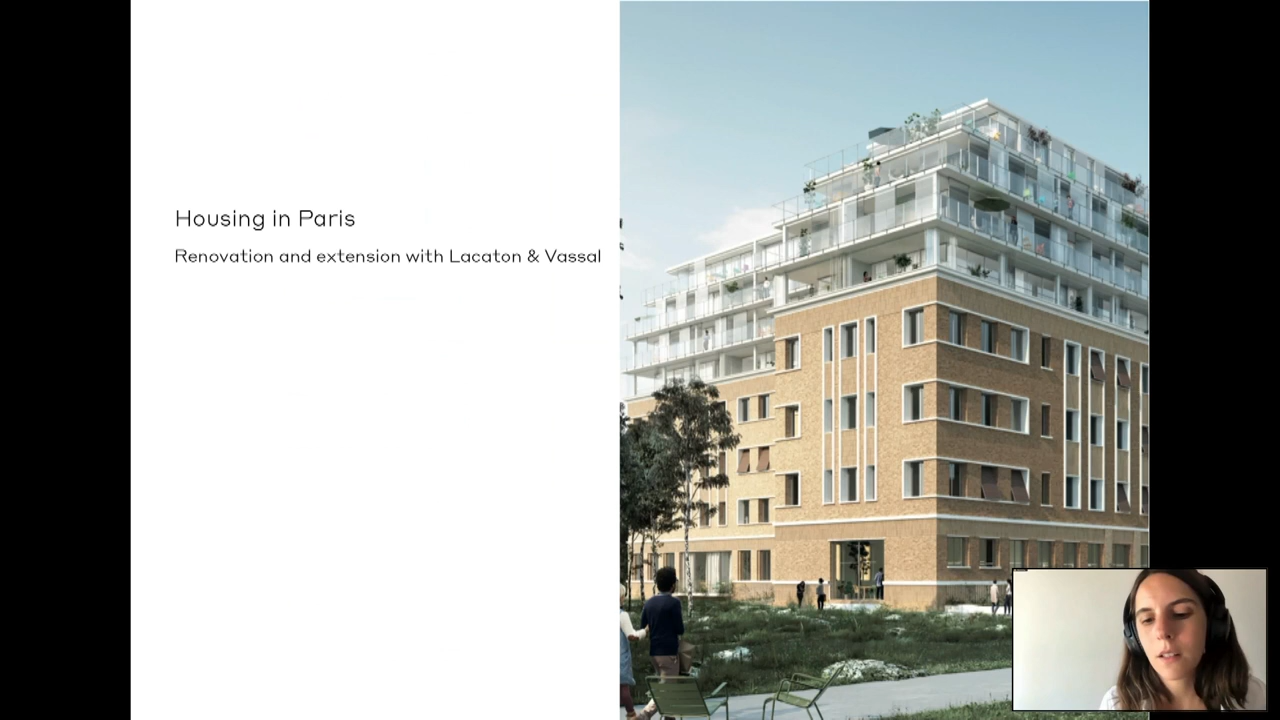 Housing in Paris
Renovation and extension with Lacaton & Vassal